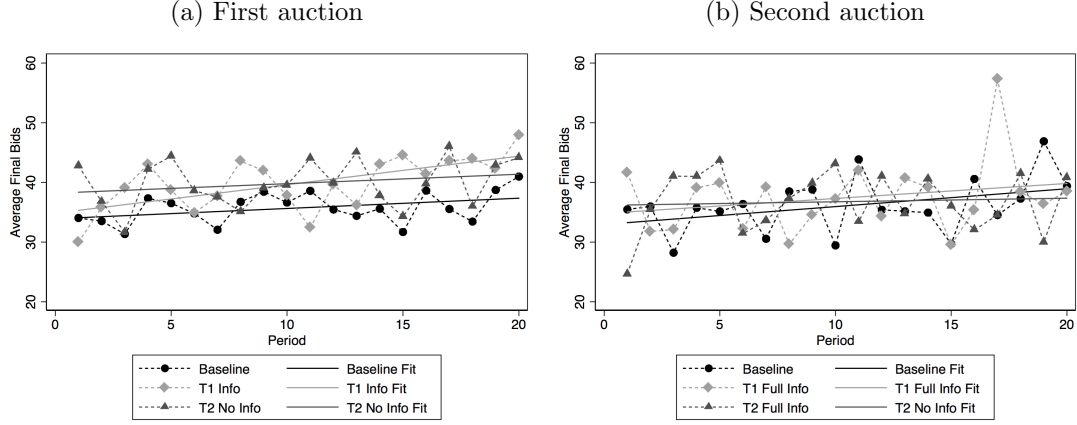 (a) First auction
(b) Second auction
Average Final Bids
20 30 40 50 60
0 5 10 15 20
Period
Baseline Baseline Fit
T1 Info T1 Info Fit
T2 No Info T2 No Info Fit
Average Final Bids
20 30 40 50 60
0 5 10 15 20
Period
Baseline Baseline Fit
T1 Full Info T1 Full Info Fit
T2 Full Info T2 No Info Fit